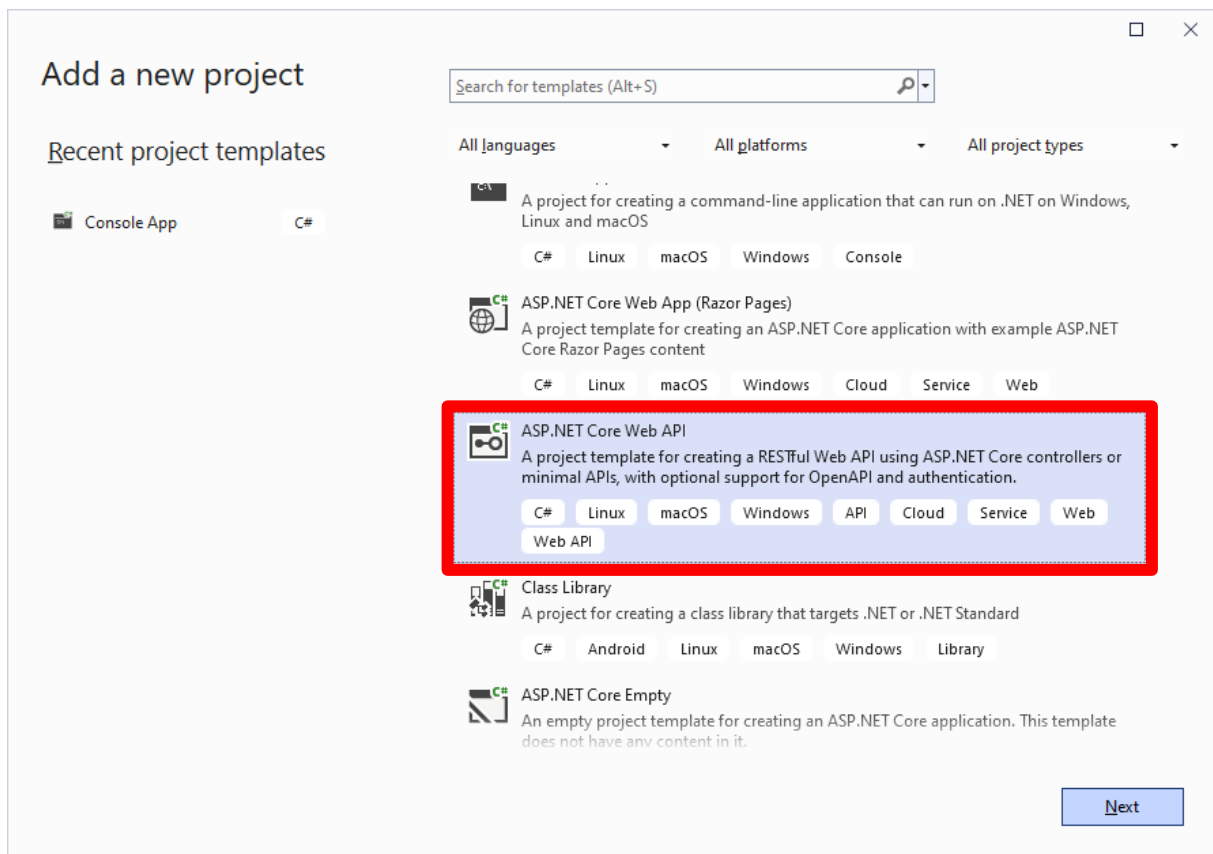 Add a new project
Search for templates (Alt+S)
Recent project templates
All languages
All platforms
All project types
Console App
C#
A project for creating a command-line application that can run on .NET on Windows,
Linux and macOS
C# Linux macOS Windows Console
C#
ASP.NET Core Web App (Razor Pages)
A project template for creating an ASP.NET Core application with example ASP.NET
Core Razor Pages content
C# Linux macOS Windows Cloud Service Web
C#
ASP.NET Core Web API
A project template for creating a RESTful Web API using ASP.NET Core controllers or
minimal APIs, with optional support for OpenAPI and authentication.
C# Linux macOS Windows API Cloud Service Web
Web API
C#
Class Library
A project for creating a class library that targets .NET or .NET Standard
C# Android Linux macOS Windows Library
C#
ASP.NET Core Empty
An empty project template for creating an ASP.NET Core application. This template
does not have any content in it.
Next